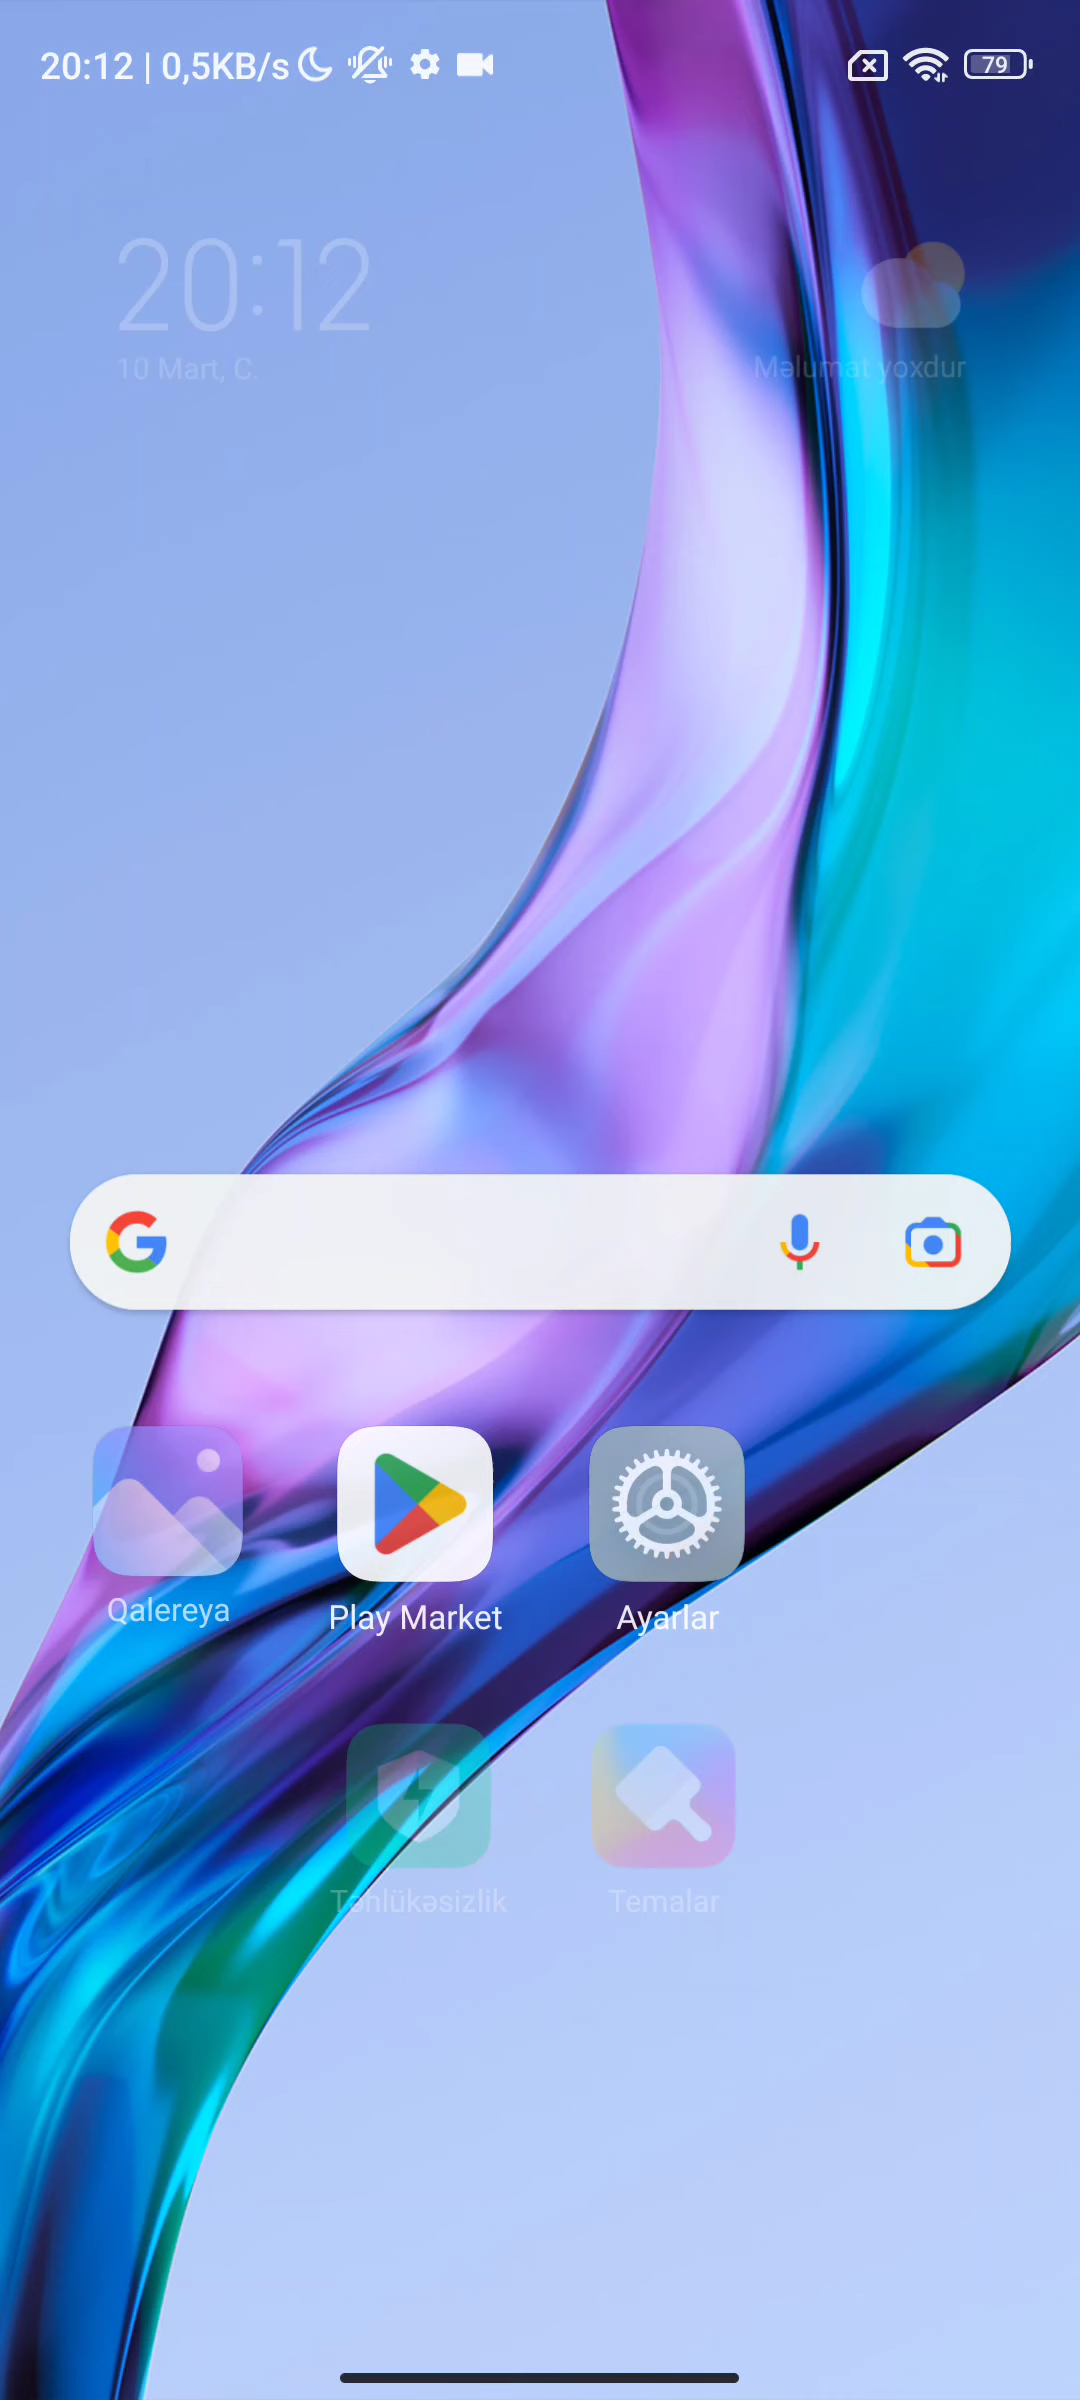 20:12 | 0,5KB/s
79
20:12
10 Mart, C.
Məlumat yoxdur
Qalereya
Play Market
Ayarlar
Təhlükəsizlik
Temalar